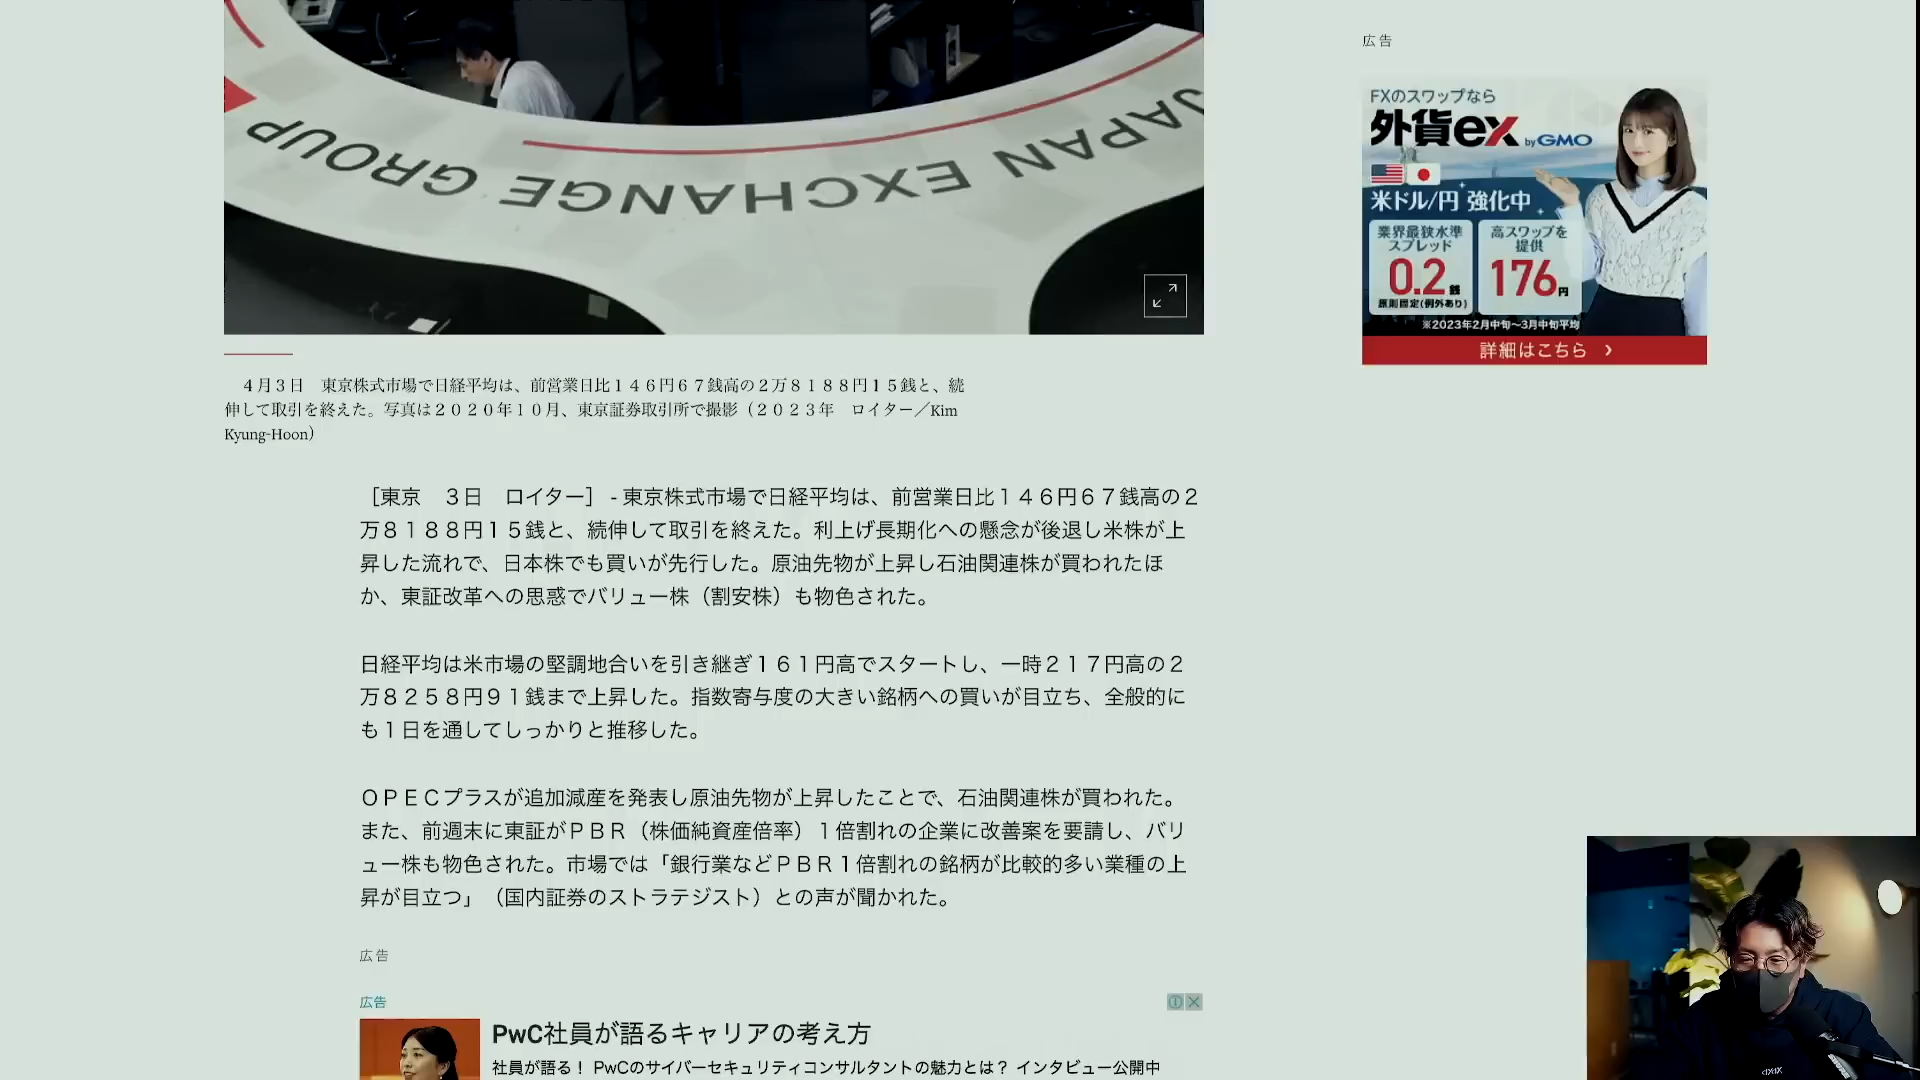 JAPAN EXCHANGE GROUP
４月３日　東京株式市場で日経平均は、前営業日比１４６円６７銭高の２万８１８８円１５銭と、続
伸して取引を終えた。写真は２０２０年１０月、東京証券取引所で撮影（２０２３年　ロイター／Kim
Kyung-Hoon）
［東京　３日　ロイター］ - 東京株式市場で日経平均は、前営業日比１４６円６７銭高の２
万８１８８円１５銭と、続伸して取引を終えた。利上げ長期化への懸念が後退し米株が上
昇した流れで、日本株でも買いが先行した。原油先物が上昇し石油関連株が買われたほ
か、東証改革への思惑でバリュー株（割安株）も物色された。
日経平均は米市場の堅調地合いを引き継ぎ１６１円高でスタートし、一時２１７円高の２
万８２５８円９１銭まで上昇した。指数寄与度の大きい銘柄への買いが目立ち、全般的に
も１日を通してしっかりと推移した。
ＯＰＥＣプラスが追加減産を発表し原油先物が上昇したことで、石油関連株が買われた。
また、前週末に東証がＰＢＲ（株価純資産倍率）１倍割れの企業に改善案を要請し、バリ
ュー株も物色された。市場では「銀行業などＰＢＲ１倍割れの銘柄が比較的多い業種の上
昇が目立つ」（国内証券のストラテジスト）との声が聞かれた。
広告
広告
PwC社員が語るキャリアの考え方
社員が語る！ PwCのサイバーセキュリティコンサルタントの魅力とは？ インタビュー公開中
広告
FXのスワップなら
外貨ex byGMO
米ドル/円 強化中
業界最狭水準
スプレッド
0.2銭
原則固定(例外あり)
高スワップを
提供
176円
※2023年2月中旬〜3月中旬平均
詳細はこちら